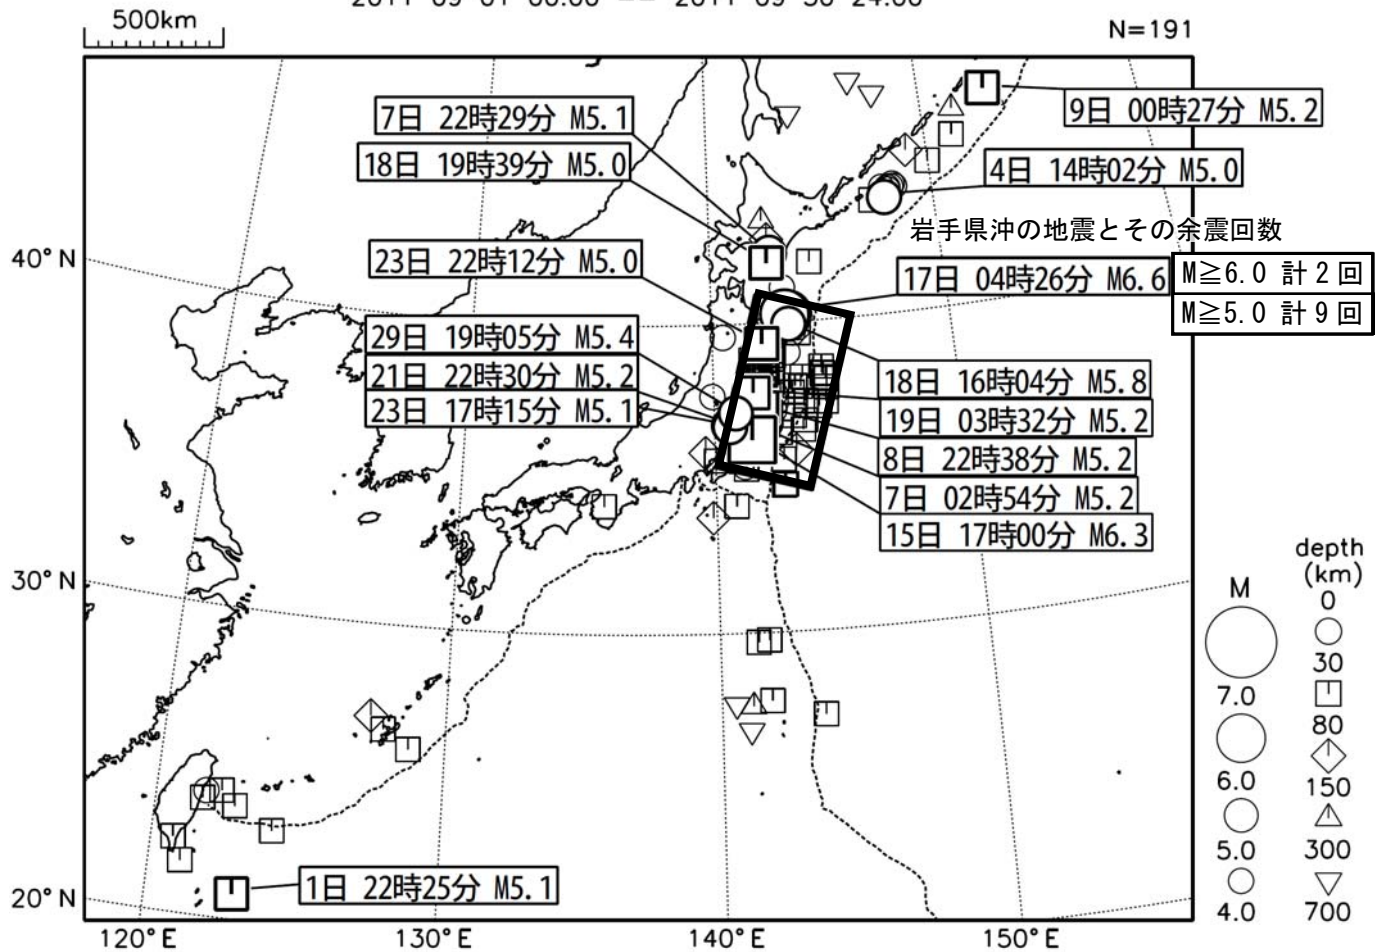 500km
N=191
7日 22時29分 M5.1
9日 00時27分 M5.2
18日 19時39分 M5.0
4日 14時02分 M5.0
岩手県沖の地震とその余震回数
40°N
23日 22時12分 M5.0
17日 04時26分 M6.6
M≧6.0 計2回
M≧5.0 計9回
29日 19時05分 M5.4
21日 22時30分 M5.2
23日 17時15分 M5.1
18日 16時04分 M5.8
19日 03時32分 M5.2
8日 22時38分 M5.2
7日 02時54分 M5.2
15日 17時00分 M6.3
30°N
depth
(km)
M
0
30
7.0
80
6.0
150
5.0
300
4.0
700
1日 22時25分 M5.1
20°N
120°E
130°E
140°E
150°E